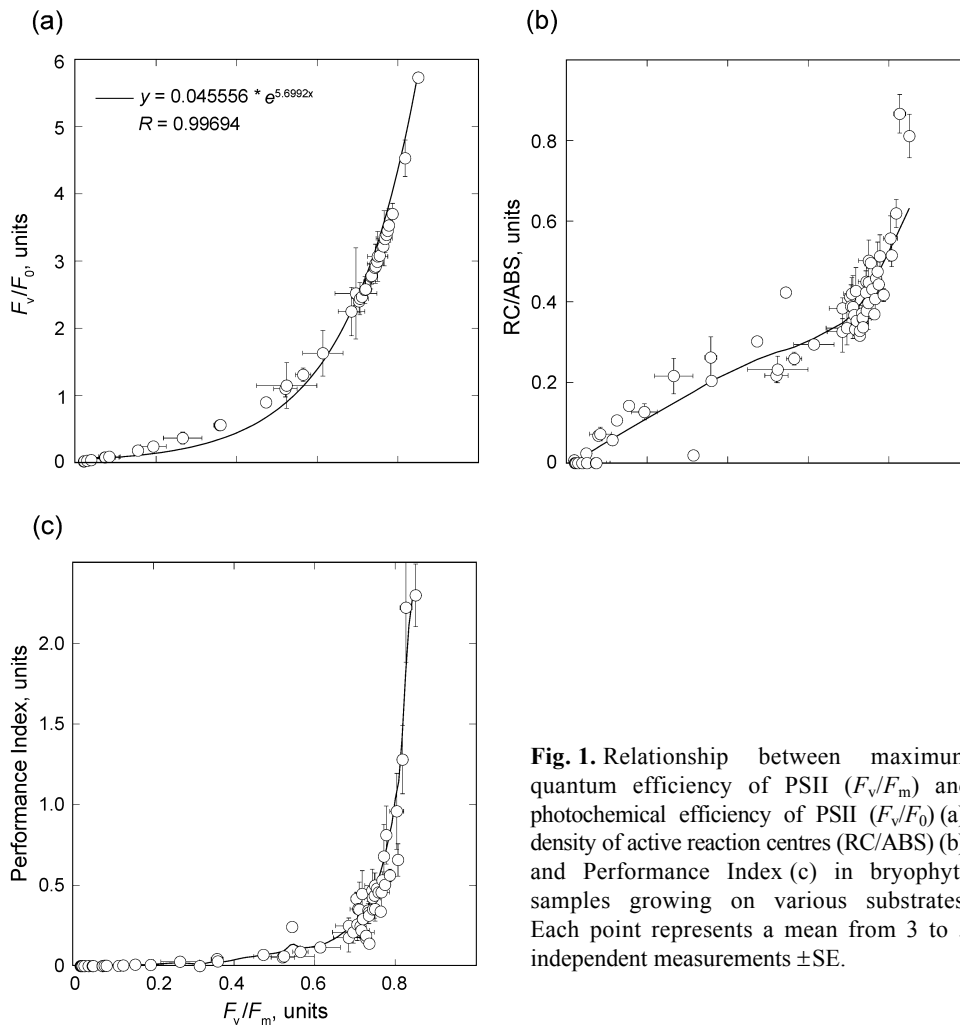 (a)
6
5
4
3
2
1
0
Fv/F0, units
y = 0.045556 * e5.6992x
R = 0.99694
(b)
0.8
0.6
0.4
0.2
0
RC/ABS, units
(c)
2.0
1.5
1.0
0.5
0
Performance Index, units
0 0.2 0.4 0.6 0.8
Fv/Fm, units
Fig. 1. Relationship between maximum
quantum efficiency of PSII (Fv/Fm) and
photochemical efficiency of PSII (Fv/F0) (a)
density of active reaction centres (RC/ABS) (b)
and Performance Index (c) in bryophyt
samples growing on various substrates
Each point represents a mean from 3 to
independent measurements ±SE.